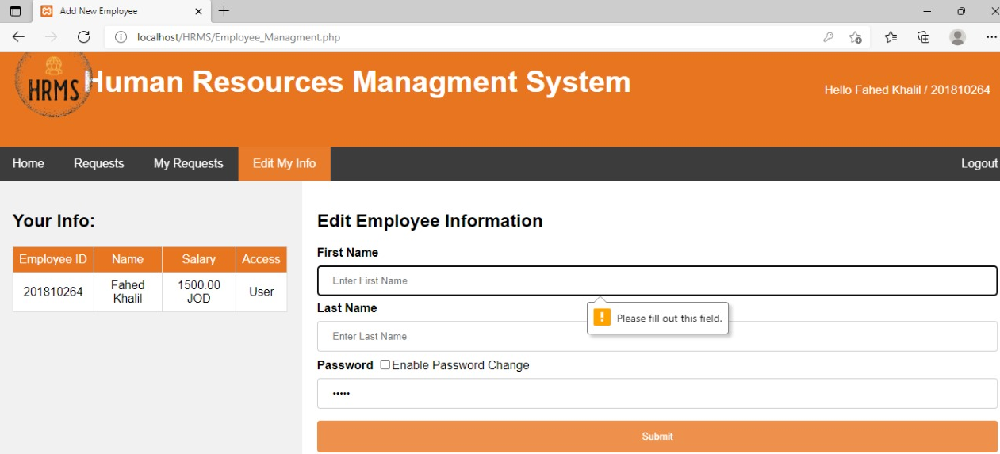 Add New Employee
localhost/HRMS/Employee_Managment.php
HRMS
Human Resources Managment System
Hello Fahed Khalil / 201810264
Home Requests My Requests Edit My Info Logout
Your Info:
Employee ID Name Salary Access
201810264 Fahed Khalil 1500.00 JOD User
Edit Employee Information
First Name
Enter First Name
Please fill out this field.
Last Name
Enter Last Name
Password Enable Password Change
•••••
Submit